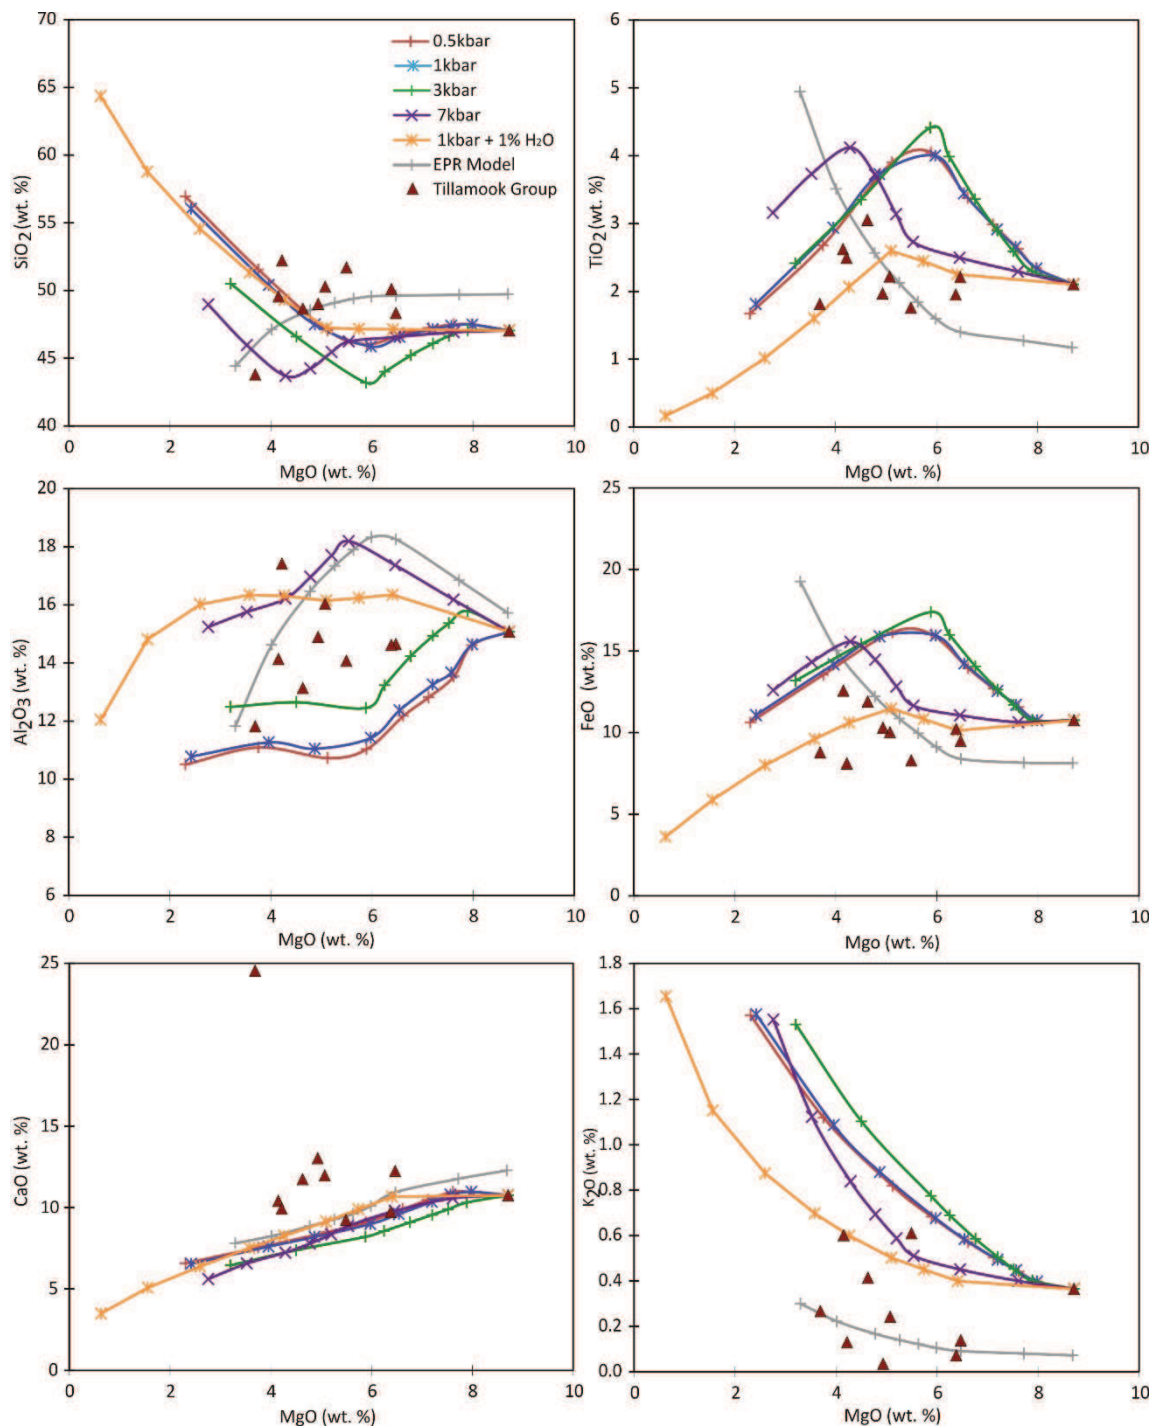 70
65
60
55
50
45
40
SiO2 (wt. %)
0 2 4 6 8 10
MgO (wt. %)
0.5kbar
1kbar
3kbar
7kbar
1kbar + 1% H2O
EPR Model
Tillamook Group
6
5
4
3
2
1
0
TiO2 (wt. %)
0 2 4 6 8 10
MgO (wt. %)
20
18
16
14
12
10
8
6
Al2O3 (wt. %)
0 2 4 6 8 10
MgO (wt. %)
25
20
15
10
5
0
FeO (wt.%)
0 2 4 6 8 10
Mgo (wt. %)
25
20
15
10
5
0
CaO (wt. %)
0 2 4 6 8 10
MgO (wt. %)
1.8
1.6
1.4
1.2
1.0
0.8
0.6
0.4
0.2
0.0
K2O (wt. %)
0 2 4 6 8 10
MgO (wt. %)